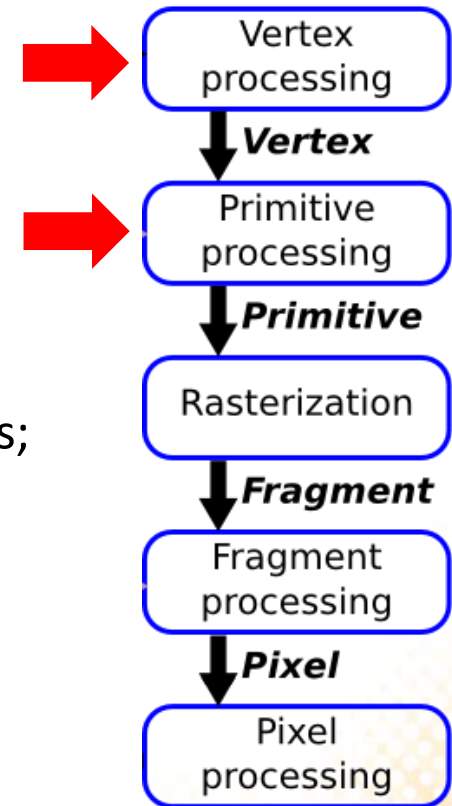 Vertex
processing
Vertex
Primitive
processing
Primitive
Rasterization
s;
Fragment
Fragment
processing
Pixel
Pixel
processing